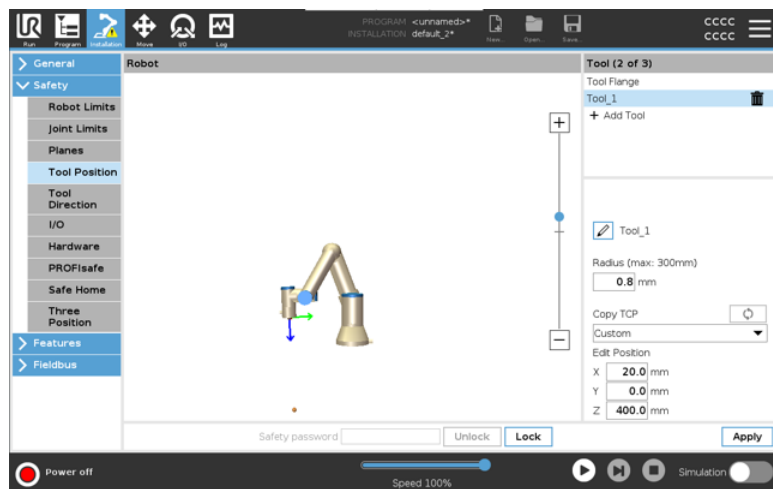 PROGRAM <unnamed>*
INSTALLATION default_2*
New...
Open...
Save...
CCCC
CCCC
Run
Program
Installation
Move
I/O
Log
General
Safety
Robot Limits
Joint Limits
Planes
Tool Position
Tool
Direction
I/O
Hardware
PROFIsafe
Safe Home
Three
Position
Features
Fieldbus
Robot
Tool (2 of 3)
Tool Flange
Tool_1
+ Add Tool
Tool_1
Radius (max: 300mm)
0.8 mm
Copy TCP
Custom
Edit Position
X 20.0 mm
Y 0.0 mm
Z 400.0 mm
Safety password
Unlock
Lock
Apply
Power off
Speed 100%
Simulation